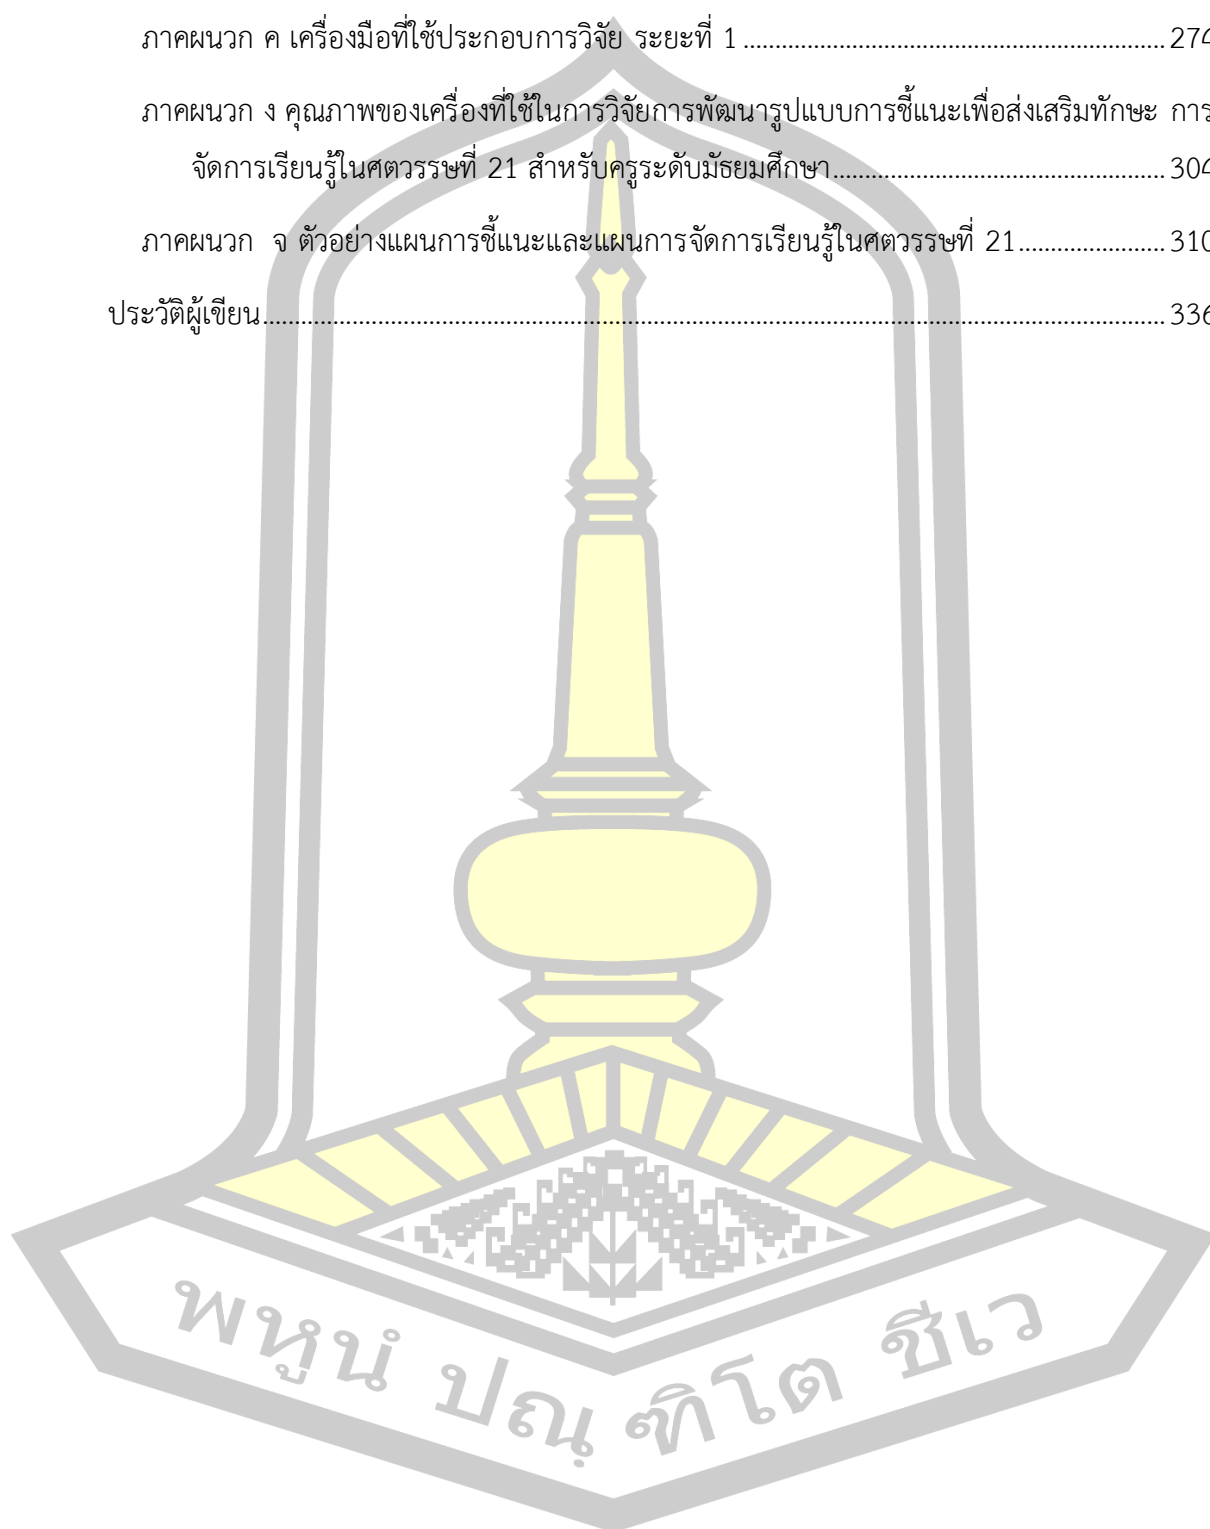 ภาคผนวก ค เครื่องมือที่ใช้ประกอบการวิจัย ระยะที่ 1 ........................................................................ 274
ภาคผนวก ง คุณภาพของเครื่องที่ใช้ในการวิจัยการพัฒนารูปแบบการชี้แนะเพื่อส่งเสริมทักษะ การ
จัดการเรียนรู้ในศตวรรษที่ 21 สำหรับครูระดับมัธยมศึกษา.................................................... 304
ภาคผนวก จ ตัวอย่างแผนการชี้แนะและแผนการจัดการเรียนรู้ในศตวรรษที่ 21....................... 310
ประวัติผู้เขียน............................................................................................................................. 336
พหูนํ ปณฺฑิโต ชีเว